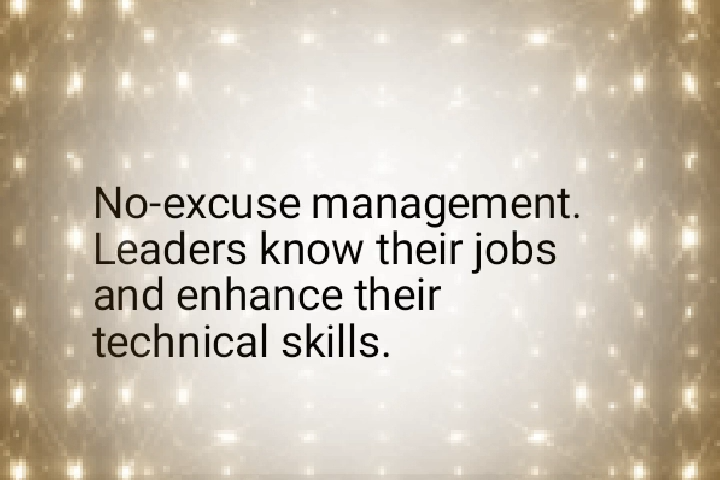 No-excuse management.
Leaders know their jobs
and enhance their
technical skills.